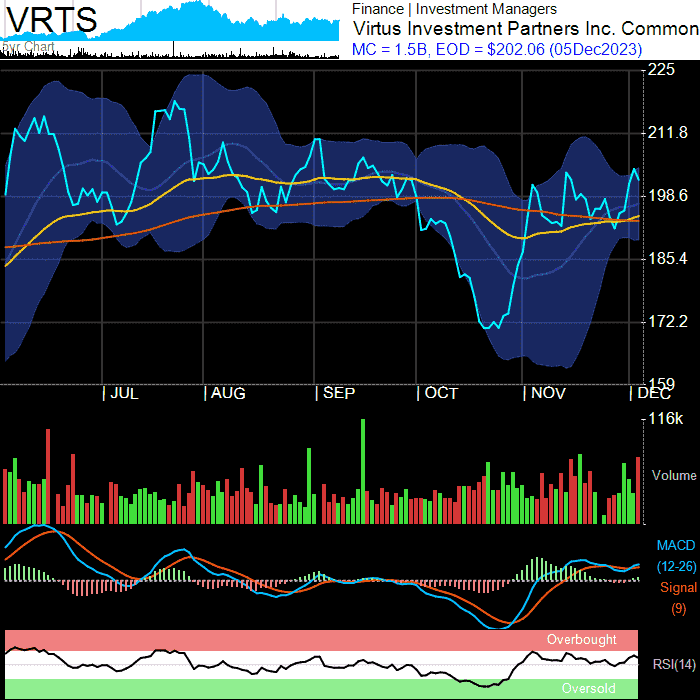 VRTS
5yr Chart
Finance | Investment Managers
Virtus Investment Partners Inc. Common
MC = 1.5B, EOD = $202.06 (05Dec2023)
225
211.8
198.6
185.4
172.2
159
JUL
AUG
SEP
OCT
NOV
DEC
116k
Volume
MACD
(12-26)
Signal
(9)
Overbought
RSI(14)
Oversold